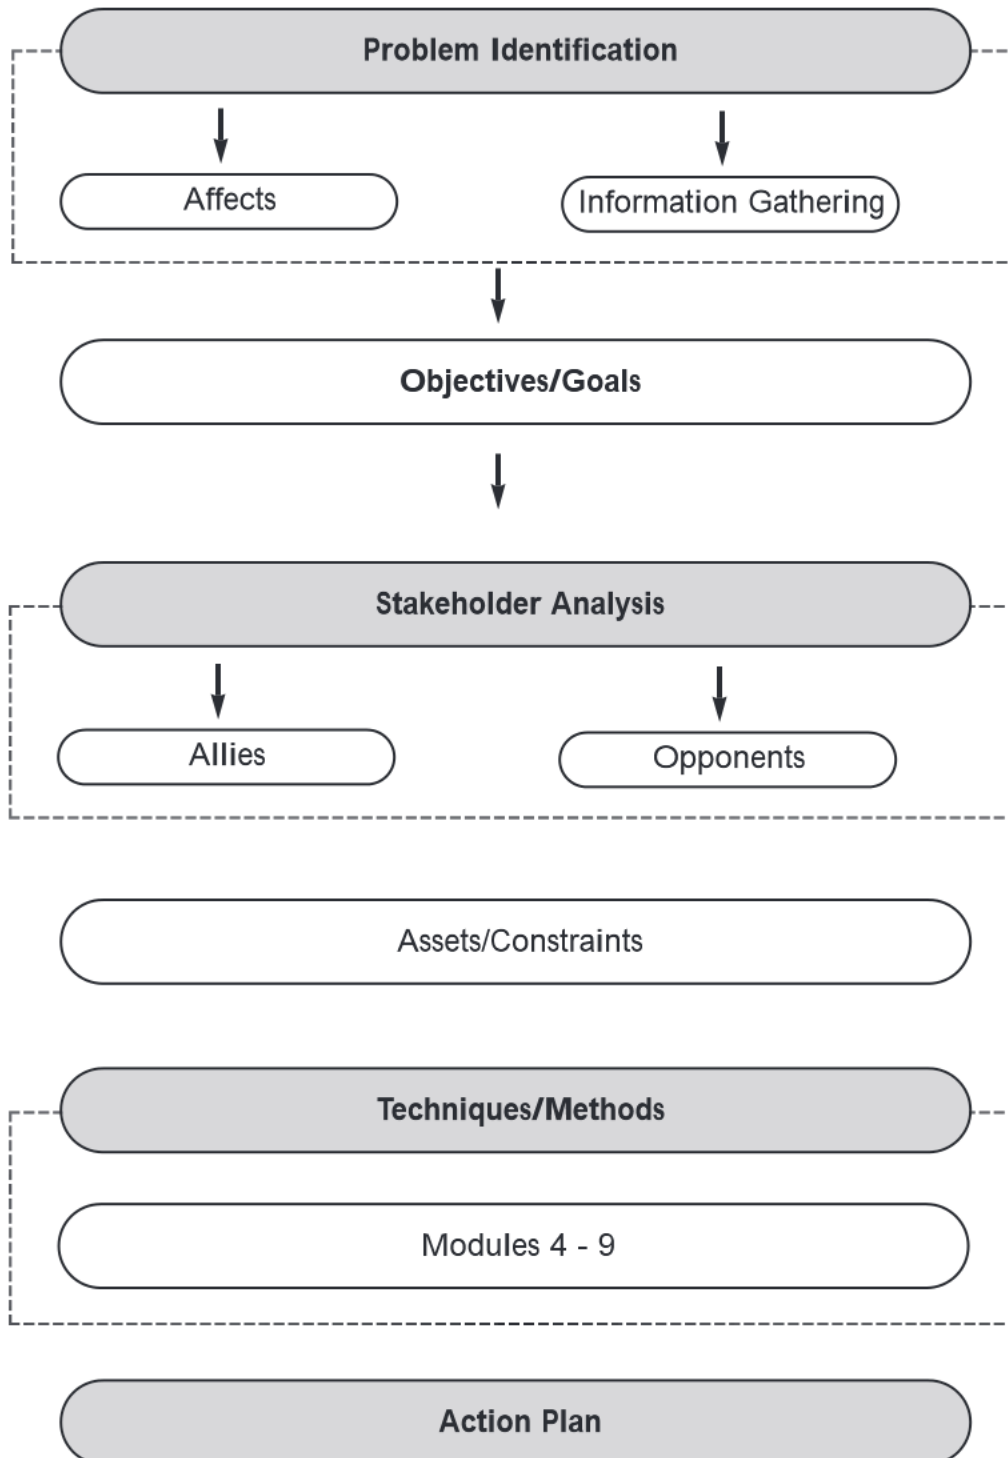 Problem Identification
Affects
Information Gathering
Objectives/Goals
Stakeholder Analysis
Allies
Opponents
Assets/Constraints
Techniques/Methods
Modules 4 - 9
Action Plan